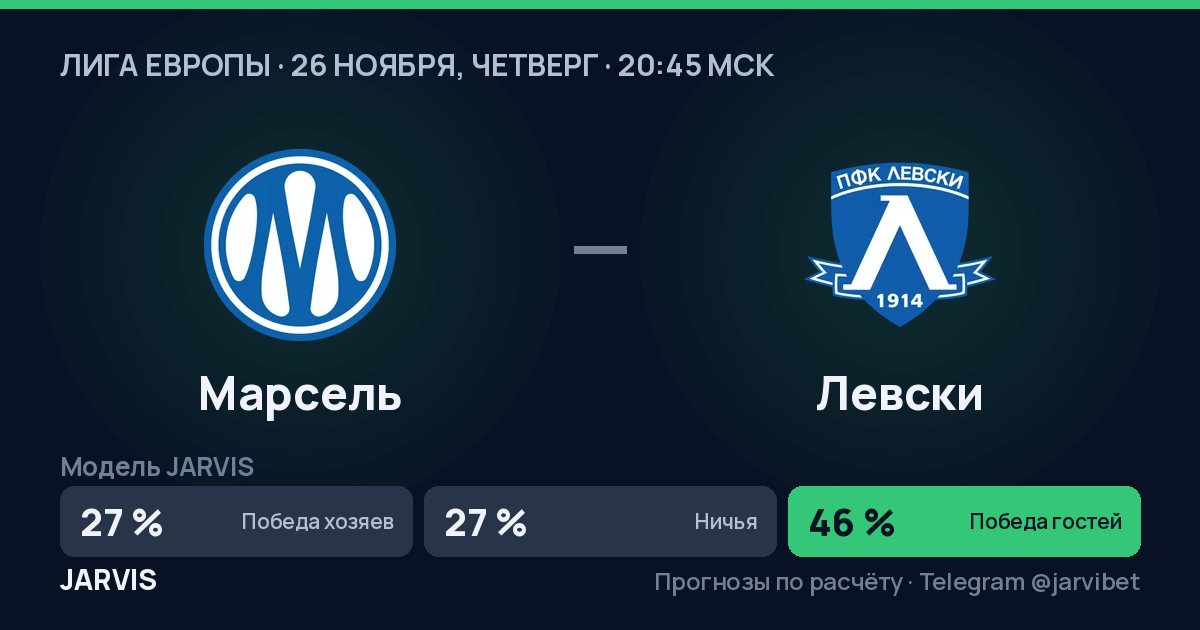 ЛИГА ЕВРОПЫ · 26 НОЯБРЯ, ЧЕТВЕРГ · 20:45 МСК
ПФК ЛЕВСКИ
1914
Марсель
Левски
Модель JARVIS
27 % Победа хозяев
27 % Ничья
46 % Победа гостей
JARVIS
Прогнозы по расчёту · Telegram @jarvibet